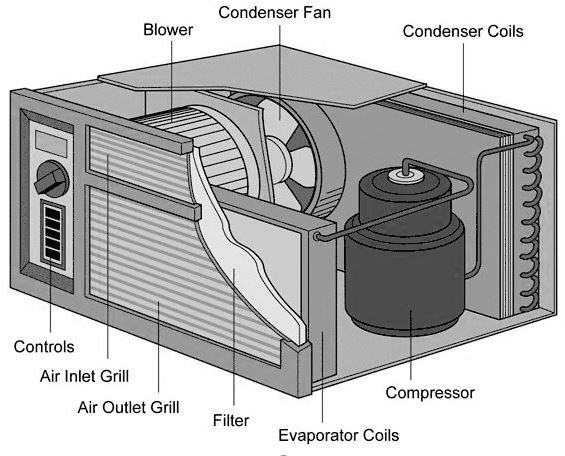 Condenser Fan
Blower
Condenser Coils
Controls
Air Inlet Grill
Air Outlet Grill
Filter
Evaporator Coils
Compressor